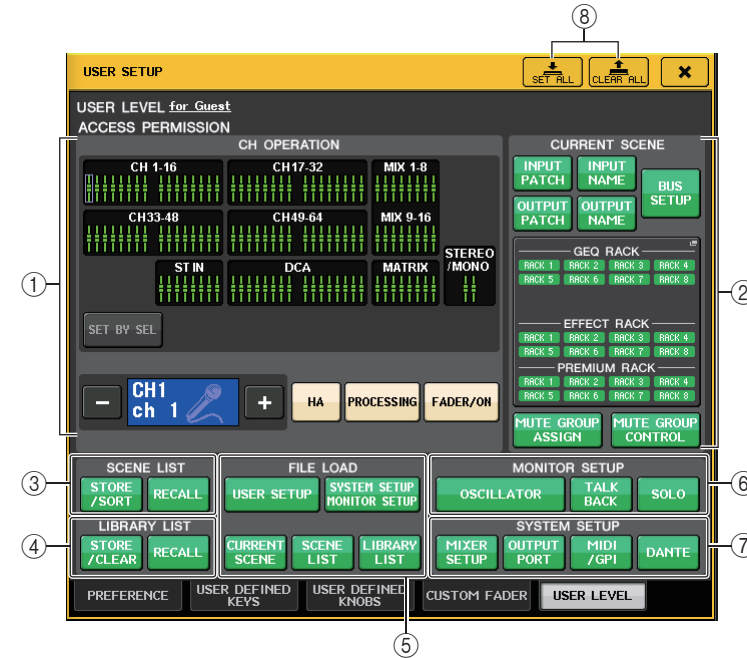 ⑧
USER SETUP
SET ALL
CLEAR ALL
USER LEVEL for Guest
ACCESS PERMISSION
①
CH OPERATION
CH 1-16
CH17-32
MIX 1-8
CH33-48
CH49-64
MIX 9-16
ST IN
DCA
MATRIX
STEREO
/MONO
SET BY SEL
−
CH1
ch 1
+
HA
PROCESSING
FADER/ON
②
CURRENT SCENE
INPUT
PATCH
INPUT
NAME
BUS
SETUP
OUTPUT
PATCH
OUTPUT
NAME
GEQ RACK
RACK 1 RACK 2 RACK 3 RACK 4
RACK 5 RACK 6 RACK 7 RACK 8
EFFECT RACK
RACK 1 RACK 2 RACK 3 RACK 4
RACK 5 RACK 6 RACK 7 RACK 8
PREMIUM RACK
RACK 1 RACK 2 RACK 3 RACK 4
RACK 5 RACK 6 RACK 7 RACK 8
MUTE GROUP
ASSIGN
MUTE GROUP
CONTROL
③
SCENE LIST
STORE
/SORT
RECALL
④
LIBRARY LIST
STORE
/CLEAR
RECALL
FILE LOAD
USER SETUP
SYSTEM SETUP
MONITOR SETUP
CURRENT
SCENE
SCENE
LIST
LIBRARY
LIST
⑤
MONITOR SETUP
OSCILLATOR
TALK
BACK
SOLO
⑥
SYSTEM SETUP
MIXER
SETUP
OUTPUT
PORT
MIDI
/GPI
DANTE
⑦
PREFERENCE
USER DEFINED
KEYS
USER DEFINED
KNOBS
CUSTOM FADER
USER LEVEL